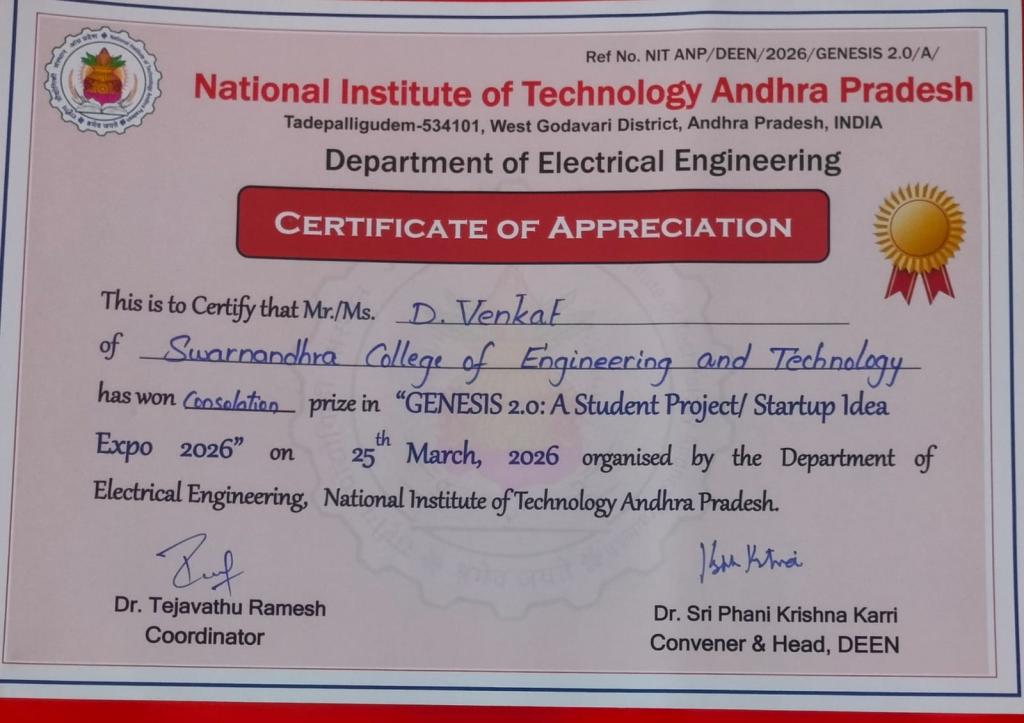 Ref No. NIT ANP/DEEN/2026/GENESIS 2.0/A/
National Institute of Technology Andhra Pradesh
Tadepalligudem-534101, West Godavari District, Andhra Pradesh, INDIA
Department of Electrical Engineering
CERTIFICATE OF APPRECIATION
This is to Certify that Mr./Ms. D. Venkat
of Swarnandhra College of Engineering and Technology
has won Consolation prize in “GENESIS 2.0: A Student Project/ Startup Idea
Expo 2026” on 25th March, 2026 organised by the Department of
Electrical Engineering, National Institute of Technology Andhra Pradesh.
Dr. Tejavathu Ramesh
Coordinator
Dr. Sri Phani Krishna Karri
Convener & Head, DEEN